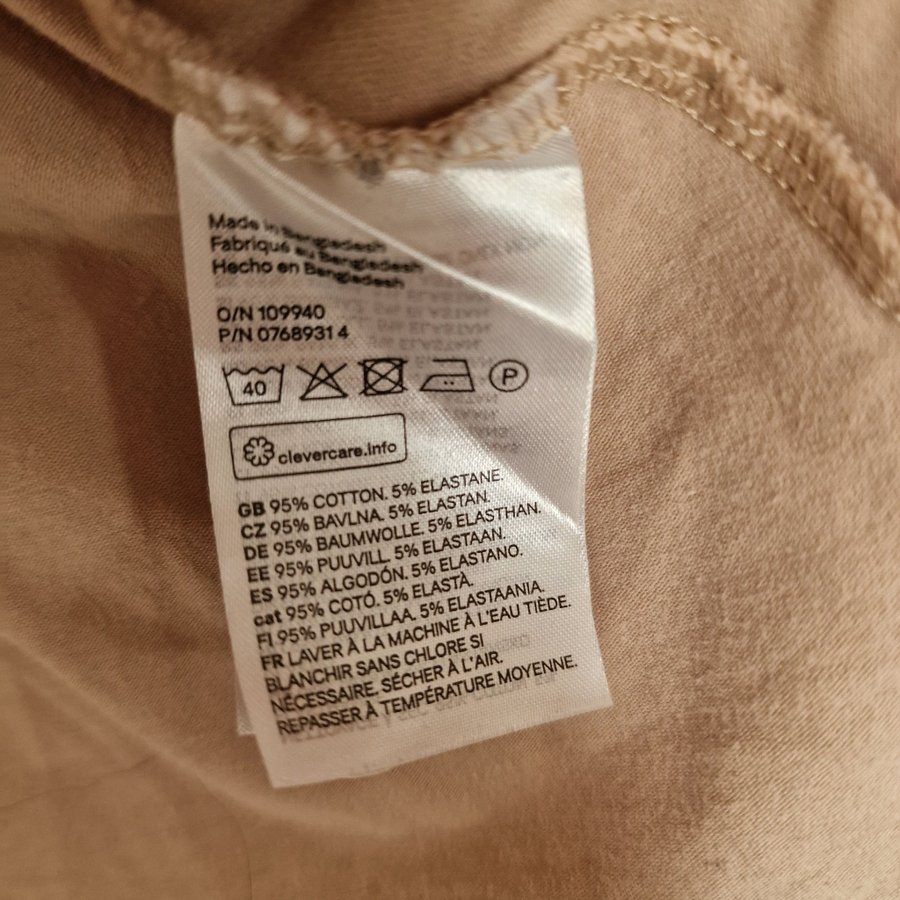 Made in Bangladesh
Fabriqué au Bangladesh
Hecho en Bangladesh
O/N 109940
P/N 0768931 4
40 P
clevercare.info
GB 95% COTTON. 5% ELASTANE.
CZ 95% BAVLNA. 5% ELASTAN.
DE 95% BAUMWOLLE. 5% ELASTHAN.
EE 95% PUUVILL. 5% ELASTAAN.
ES 95% ALGODÓN. 5% ELASTANO.
cat 95% COTÓ. 5% ELASTÀ.
FI 95% PUUVILLAA. 5% ELASTAANIA.
FR LAVER À LA MACHINE À L'EAU TIÈDE.
BLANCHIR SANS CHLORE SI
NÉCESSAIRE. SÉCHER À L'AIR.
REPASSER À TEMPÉRATURE MOYENNE.